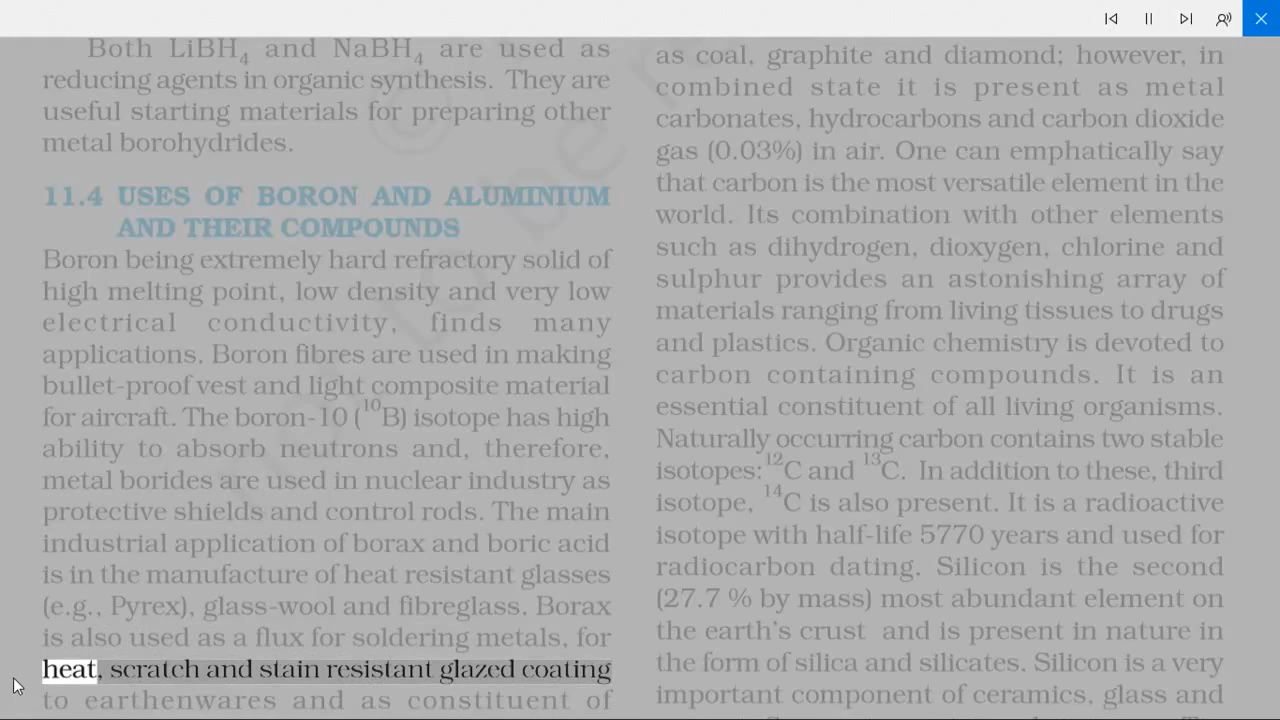 Both LiBH4 and NaBH4 are used as
reducing agents in organic synthesis. They are
useful starting materials for preparing other
metal borohydrides.
11.4 USES OF BORON AND ALUMINIUM
AND THEIR COMPOUNDS
Boron being extremely hard refractory solid of
high melting point, low density and very low
electrical conductivity, finds many
applications. Boron fibres are used in making
bullet-proof vest and light composite material
for aircraft. The boron-10 (10B) isotope has high
ability to absorb neutrons and, therefore,
metal borides are used in nuclear industry as
protective shields and control rods. The main
industrial application of borax and boric acid
is in the manufacture of heat resistant glasses
(e.g., Pyrex), glass-wool and fibreglass. Borax
is also used as a flux for soldering metals, for
heat, scratch and stain resistant glazed coating
to earthenwares and as constituent of
as coal, graphite and diamond; however, in
combined state it is present as metal
carbonates, hydrocarbons and carbon dioxide
gas (0.03%) in air. One can emphatically say
that carbon is the most versatile element in the
world. Its combination with other elements
such as dihydrogen, dioxygen, chlorine and
sulphur provides an astonishing array of
materials ranging from living tissues to drugs
and plastics. Organic chemistry is devoted to
carbon containing compounds. It is an
essential constituent of all living organisms.
Naturally occurring carbon contains two stable
isotopes: 12C and 13C. In addition to these, third
isotope, 14C is also present. It is a radioactive
isotope with half-life 5770 years and used for
radiocarbon dating. Silicon is the second
(27.7 % by mass) most abundant element on
the earth's crust and is present in nature in
the form of silica and silicates. Silicon is a very
important component of ceramics, glass and